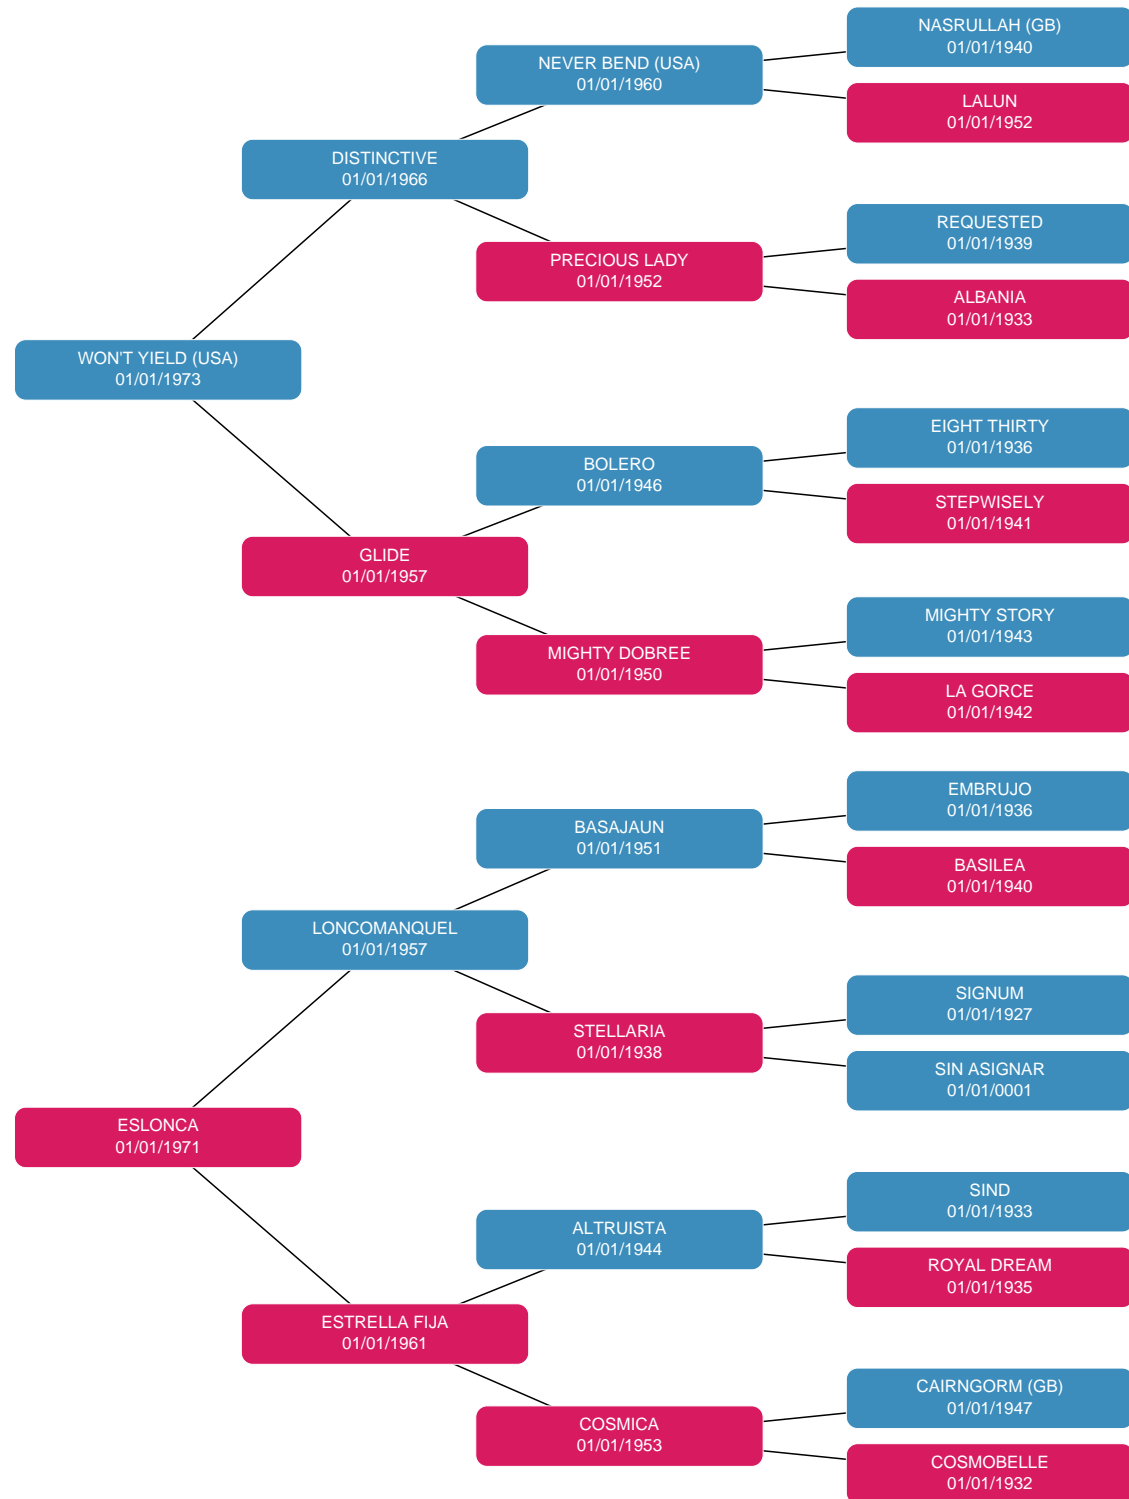 NASRULLAH (GB)
01/01/1940
NEVER BEND (USA)
01/01/1960
LALUN
01/01/1952
DISTINCTIVE
01/01/1966
REQUESTED
01/01/1939
PRECIOUS LADY
01/01/1952
ALBANIA
01/01/1933
WON'T YIELD (USA)
01/01/1973
EIGHT THIRTY
01/01/1936
BOLERO
01/01/1946
STEPWISELY
01/01/1941
GLIDE
01/01/1957
MIGHTY STORY
01/01/1943
MIGHTY DOBREE
01/01/1950
LA GORCE
01/01/1942
EMBRUJO
01/01/1936
BASAJAUN
01/01/1951
BASILEA
01/01/1940
LONCOMANQUEL
01/01/1957
SIGNUM
01/01/1927
STELLARIA
01/01/1938
SIN ASIGNAR
01/01/0001
ESLONCA
01/01/1971
SIND
01/01/1933
ALTRUISTA
01/01/1944
ROYAL DREAM
01/01/1935
ESTRELLA FIJA
01/01/1961
CAIRNGORM (GB)
01/01/1947
COSMICA
01/01/1953
COSMOBELLE
01/01/1932